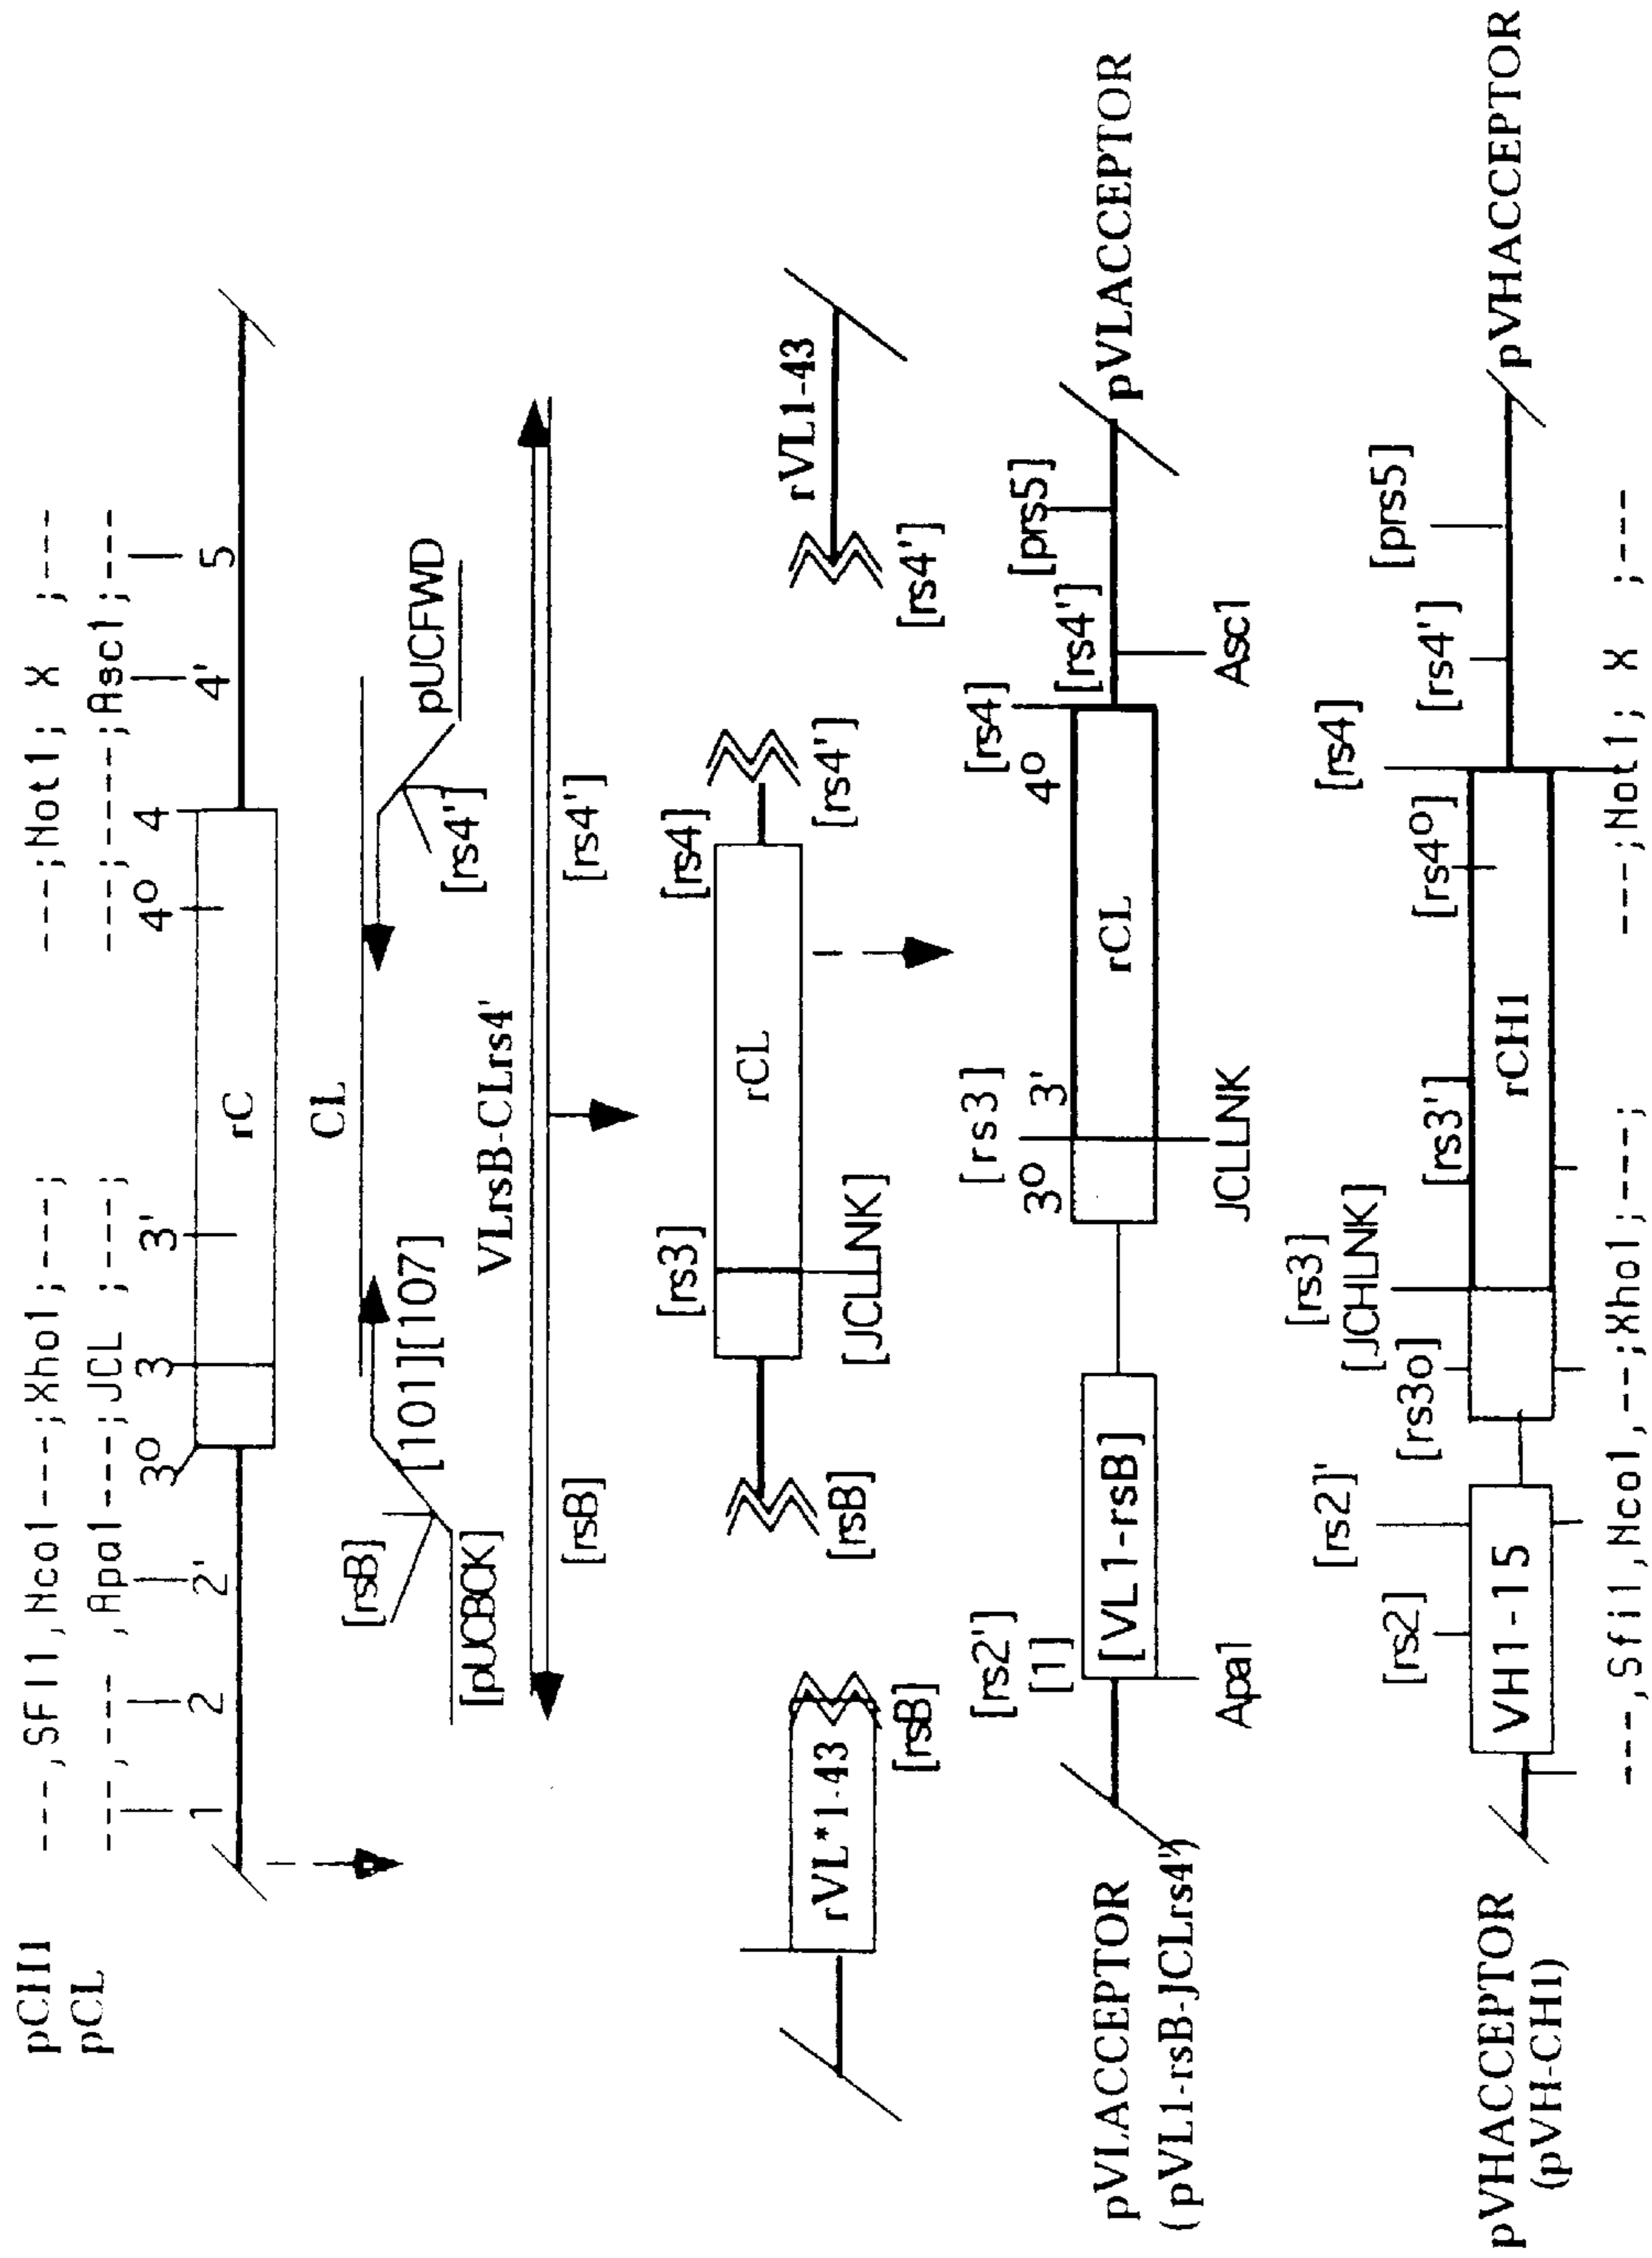 pCH1 ---,SFI1,Nco1---;Xho1;---; ---;Not1; X ;---
pCL ---,--- ,Apa1---;JCL ;---; ---;----;Asc1;---
1 2 2' 3º 3 3' 4º 4 4' 5
rC
CL
[rsB] [101][107] pUCFWD
[pUCBCK] [rs4']
VLrsB-CLrs4'
[rsB] [rs4']
[rs3] [rs4]
rVL*1-43 rCL rVL1-43
[rsB] [rsB] [JCLLNK] [rs4'] [rs4']
[rs2'] [rs3] [rs4] [rs4'] [prs5]
[1] 3º 3' 4º
pVLACCEPTOR [VL1-rsB] rCL pVLACCEPTOR
(pVL1-rsB-JCLrs4') Apa1 JCLLNK Asc1
[rs2] [rs2]' [rs3o] [rs3] [JCHLNK] [rs3'] [rs4º] [rs4] [rs4'] [prs5]
pVHACCEPTOR VH1-15 rCH1 pVHACCEPTOR
(pVH-CH1)
---,Sfi1,Nco1,--;Xho1;---; ---;Not1; X ;---